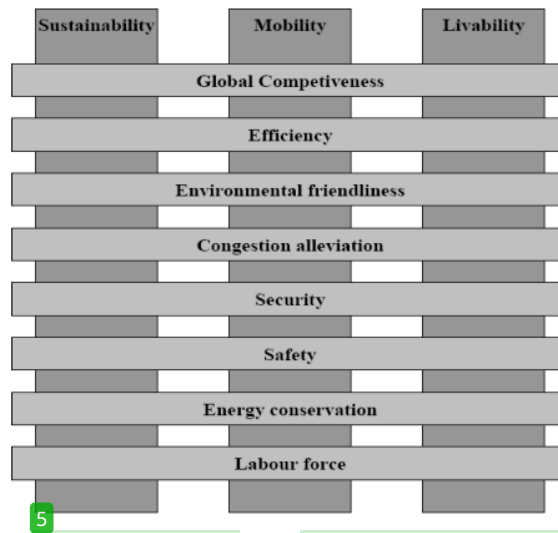 Sustainability Mobility Livability
Global Competiveness
Efficiency
Environmental friendliness
Congestion alleviation
Security
Safety
Energy conservation
Labour force
5